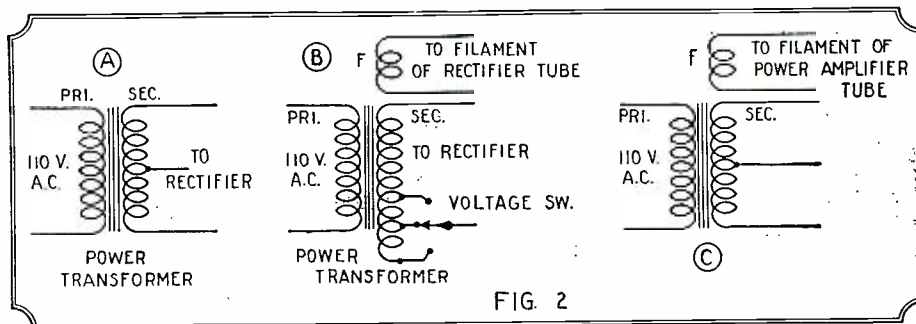 A
PRI. SEC.
110 V.
A.C.
TO
RECTIFIER
POWER
TRANSFORMER
B
F
TO FILAMENT
OF RECTIFIER TUBE
PRI. SEC.
110 V.
A.C.
TO RECTIFIER
VOLTAGE SW.
POWER
TRANSFORMER
F
TO FILAMENT OF
POWER AMPLIFIER
TUBE
PRI. SEC.
110 V.
A.C.
C
FIG. 2